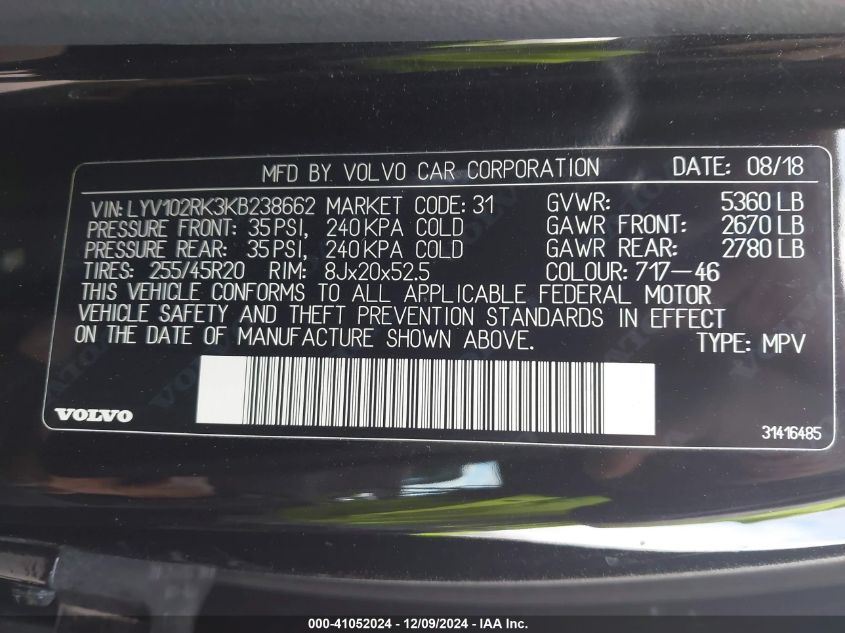 MFD BY VOLVO CAR CORPORATION DATE: 08/18
VIN: LYV102RK3KB238662 MARKET CODE: 31 GVWR: 5360 LB
PRESSURE FRONT: 35 PSI, 240 KPA COLD GAWR FRONT: 2670 LB
PRESSURE REAR: 35 PSI, 240 KPA COLD GAWR REAR: 2780 LB
TIRES: 255/45R20 RIM: 8Jx20x52.5 COLOUR: 717-46
THIS VEHICLE CONFORMS TO ALL APPLICABLE FEDERAL MOTOR
VEHICLE SAFETY AND THEFT PREVENTION STANDARDS IN EFFECT
ON THE DATE OF MANUFACTURE SHOWN ABOVE. TYPE: MPV
VOLVO 31416485
000-41052024 - 12/09/2024 - IAA Inc.